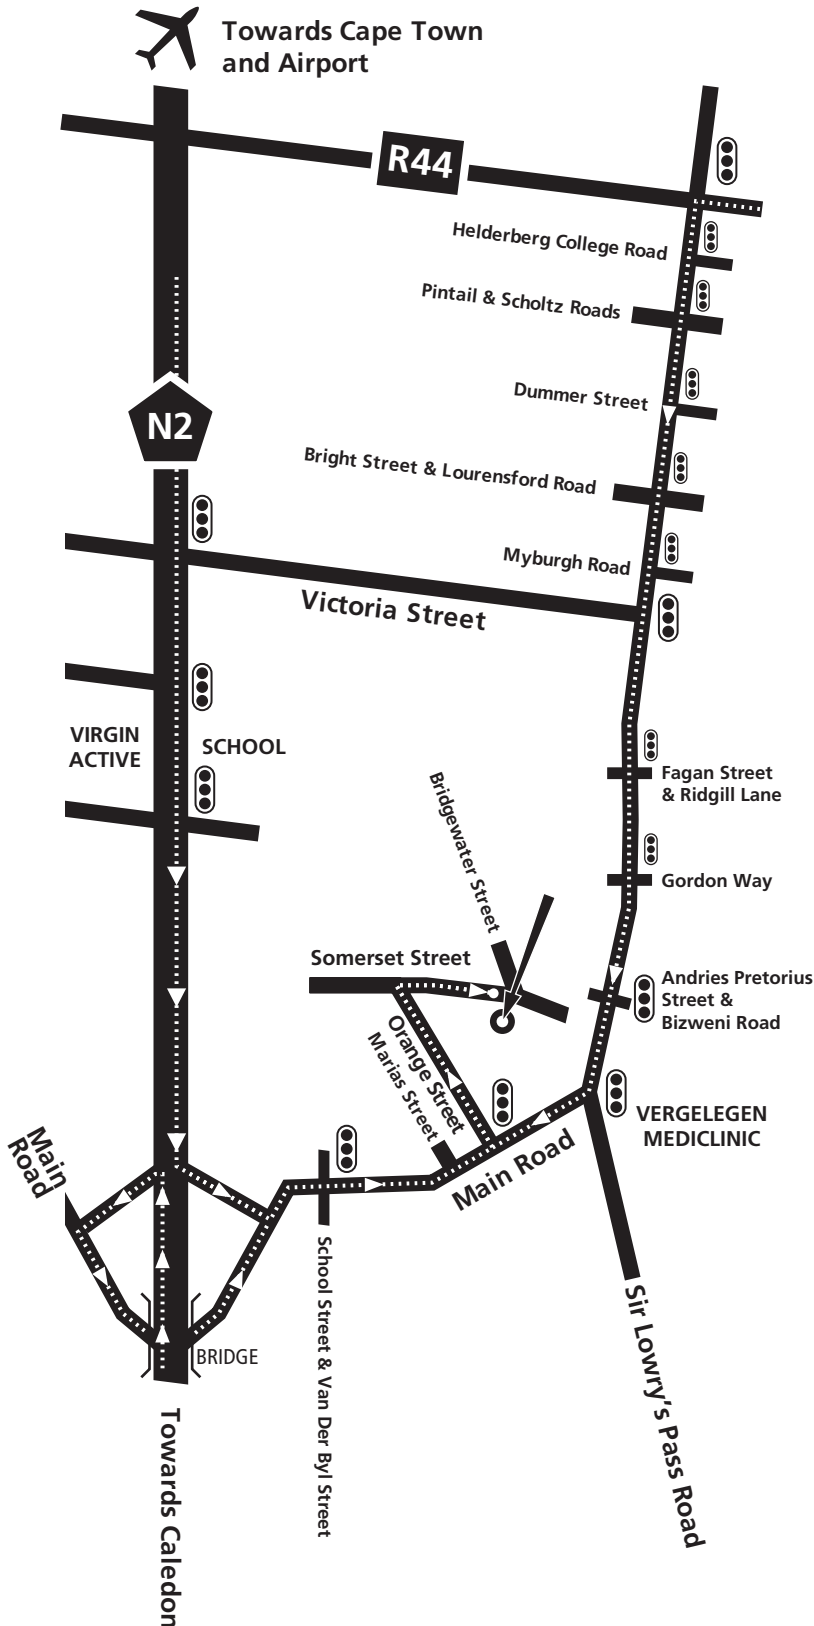 Towards Cape Town
and Airport
R44
Helderberg College Road
Pintail & Scholtz Roads
Dummer Street
N2
Bright Street & Lourensford Road
Myburgh Road
Victoria Street
VIRGIN
ACTIVE
SCHOOL
Fagan Street
& Ridgill Lane
Bridgewater Street
Gordon Way
Somerset Street
Andries Pretorius
Street &
Bizweni Road
Orange Street
Marias Street
VERGELEGEN
MEDICLINIC
Main
Road
Main Road
School Street & Van Der Byl Street
Sir Lowry's Pass Road
BRIDGE
Towards Caledon